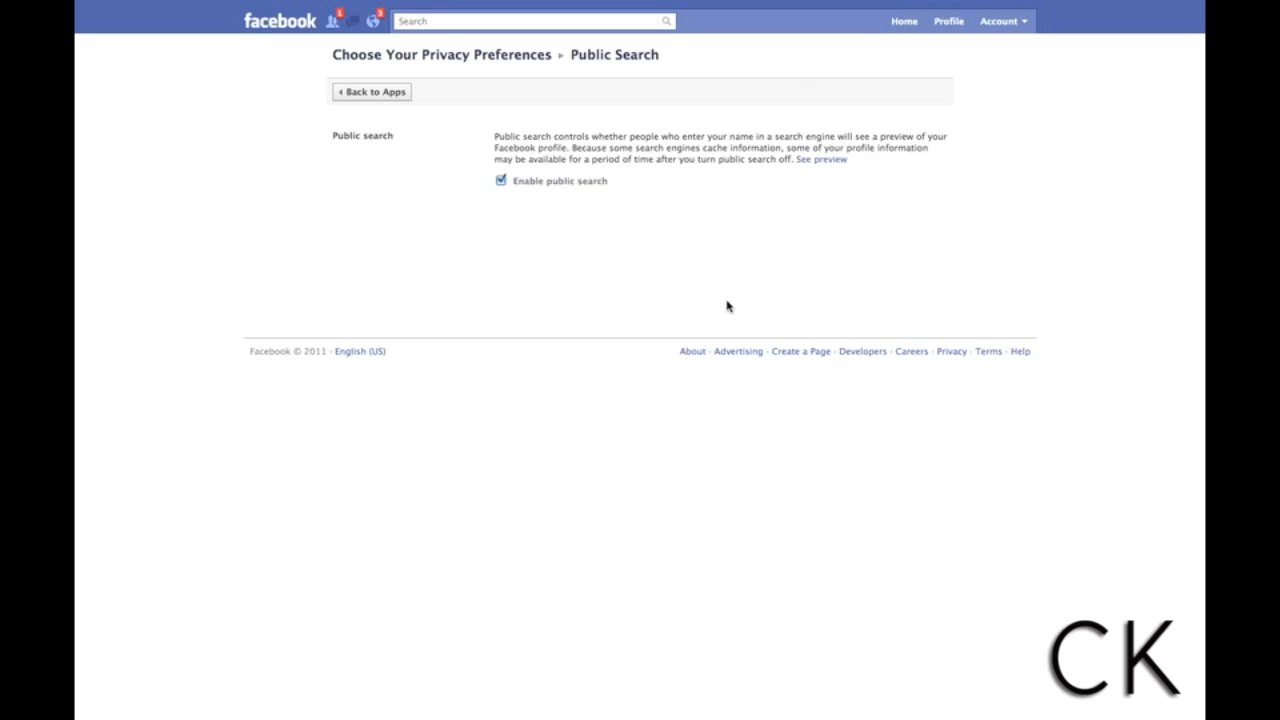 facebook 1 3 Search Home Profile Account
Choose Your Privacy Preferences ▸ Public Search
Back to Apps
Public search
Public search controls whether people who enter your name in a search engine will see a preview of your
Facebook profile. Because some search engines cache information, some of your profile information
may be available for a period of time after you turn public search off. See preview
Enable public search
Facebook © 2011 · English (US)
About · Advertising · Create a Page · Developers · Careers · Privacy · Terms · Help
CK